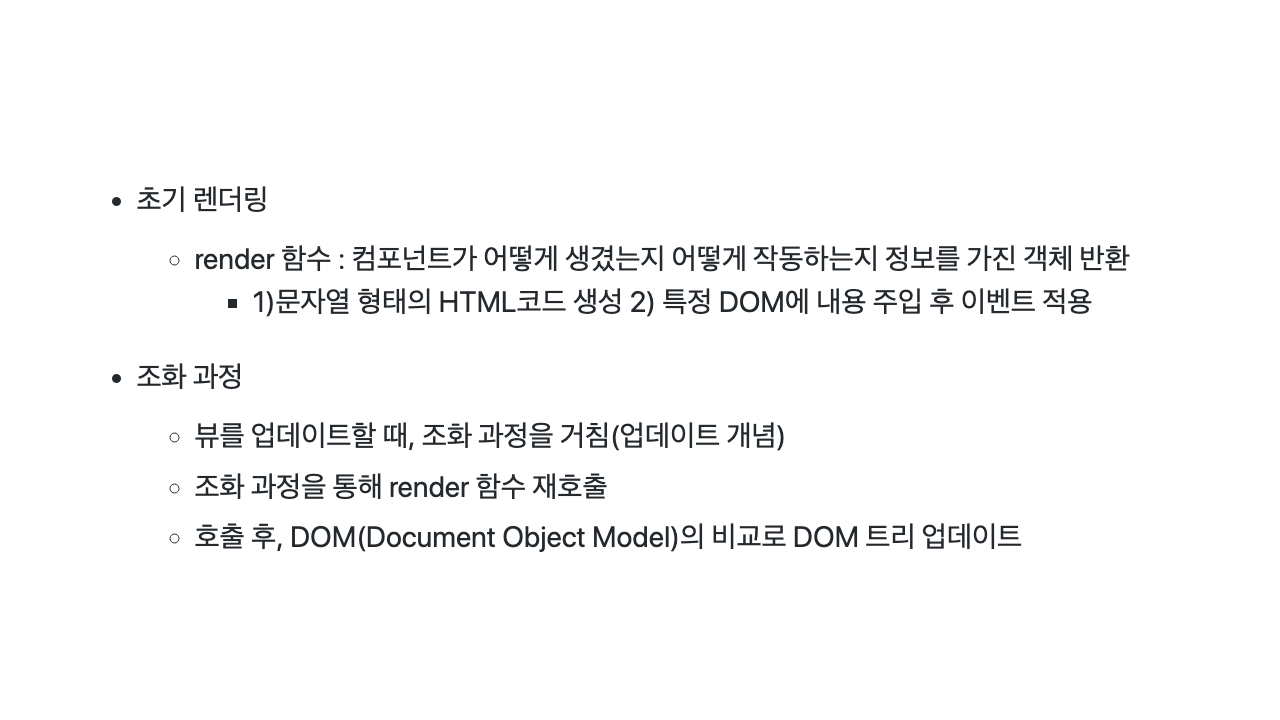 초기 렌더링
render 함수 : 컴포넌트가 어떻게 생겼는지 어떻게 작동하는지 정보를 가진 객체 반환
1)문자열 형태의 HTML코드 생성 2) 특정 DOM에 내용 주입 후 이벤트 적용
조화 과정
뷰를 업데이트할 때, 조화 과정을 거침(업데이트 개념)
조화 과정을 통해 render 함수 재호출
호출 후, DOM(Document Object Model)의 비교로 DOM 트리 업데이트